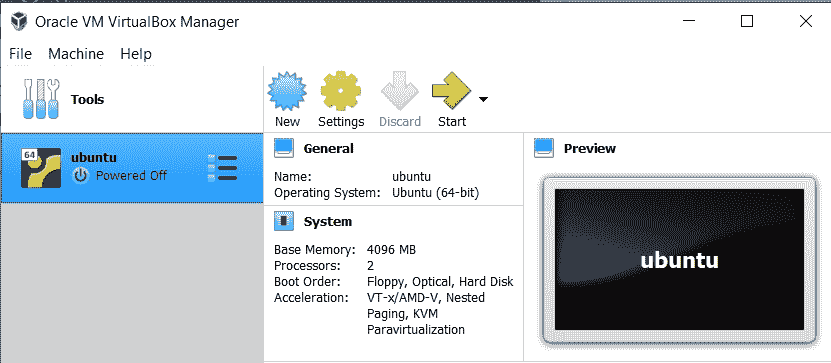 Oracle VM VirtualBox Manager
File Machine Help
Tools
New Settings Discard Start
64
ubuntu
Powered Off
General
Name: ubuntu
Operating System: Ubuntu (64-bit)
System
Base Memory: 4096 MB
Processors: 2
Boot Order: Floppy, Optical, Hard Disk
Acceleration: VT-x/AMD-V, Nested
Paging, KVM
Paravirtualization
Preview
ubuntu